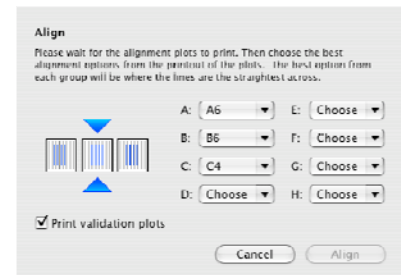 Align
Please wait for the alignment plots to print. Then choose the best
alignment options from the printout of the plots. The best option from
each group will be where the lines are the straightest across.
A: A6 E: Choose
B: B6 F: Choose
C: C4 G: Choose
D: Choose H: Choose
Print validation plots
Cancel Align